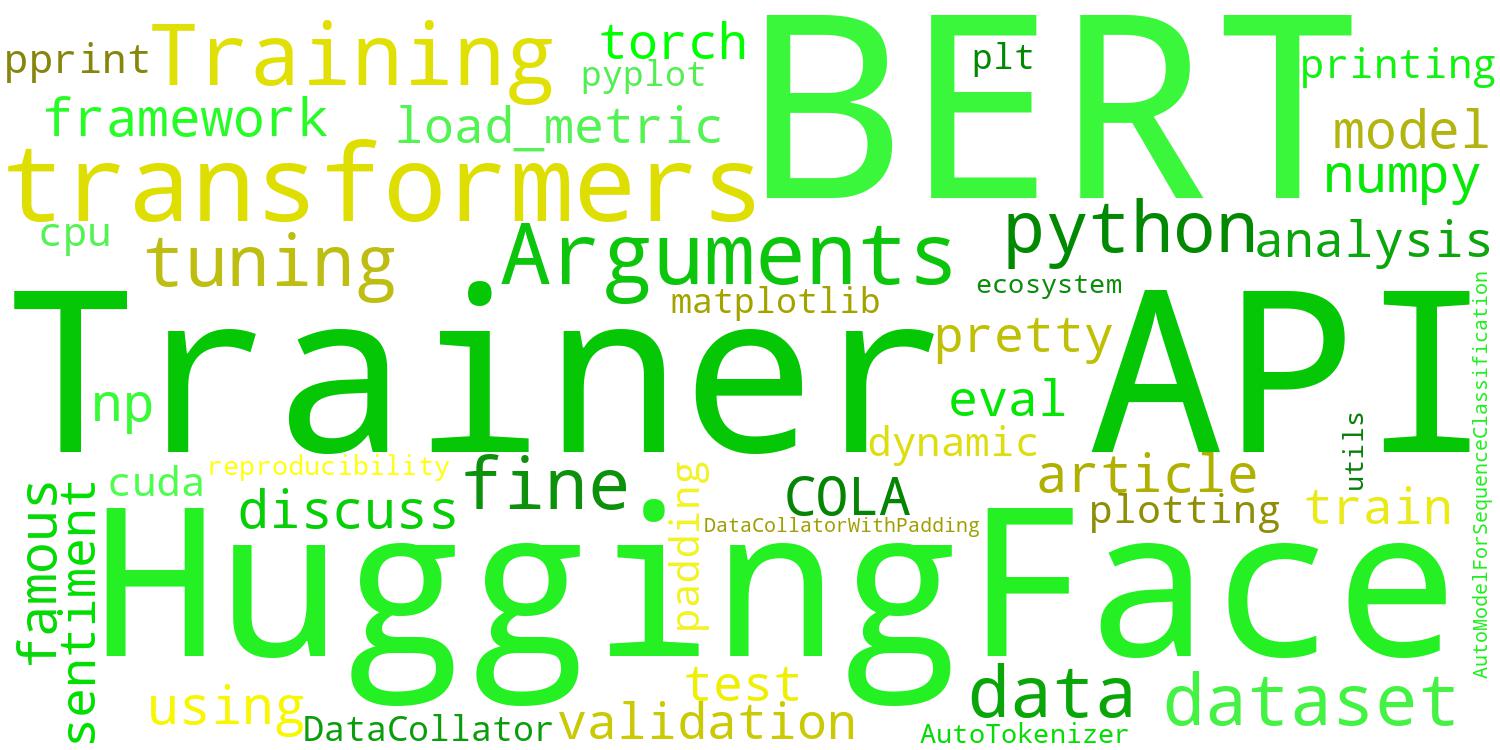 BERT
Training
torch
plt
pprint
pyplot
printing
framework
load_metric
model
transformers
numpy
cpu
tuning
Arguments
python
analysis
matplotlib
ecosystem
Trainer API
pretty
np
eval
dynamic
AutoModelForSequenceClassification
utils
reproducibility
cuda
discuss
fine
padding
COLA
article
plotting
train
DataCollatorWithPadding
famous
sentiment
HuggingFace
using
test
data
dataset
DataCollator
validation
AutoTokenizer